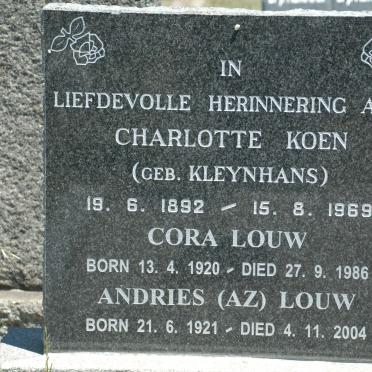 IN
LIEFDEVOLLE HERINNERING A
CHARLOTTE KOEN
(GEB. KLEYNHANS)
19. 6. 1892 – 15. 8. 1969
CORA LOUW
BORN 13. 4. 1920 - DIED 27. 9. 1986
ANDRIES (AZ) LOUW
BORN 21. 6. 1921 - DIED 4. 11. 2004